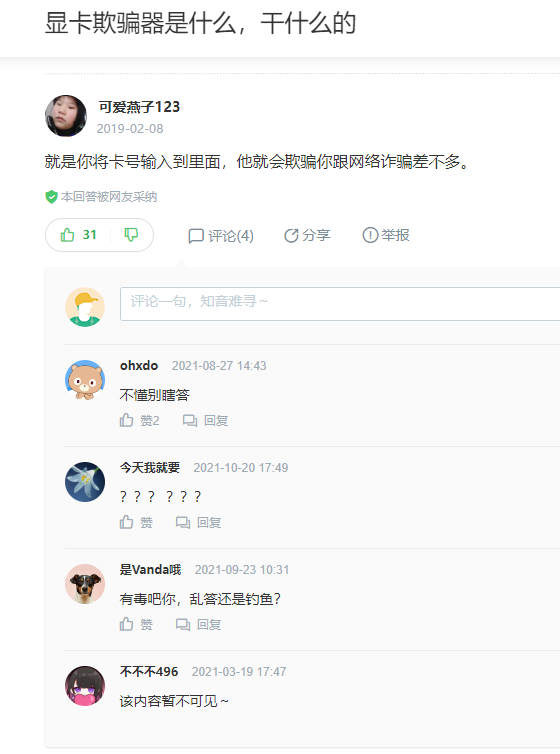 显卡欺骗器是什么，干什么的
可爱燕子123
2019-02-08
就是你将卡号输入到里面，他就会欺骗你跟网络诈骗差不多。
本回答被网友采纳
31 评论(4) 分享 举报
评论一句，知音难寻～
ohxdo 2021-08-27 14:43
不懂别瞎答
赞2 回复
今天我就要 2021-10-20 17:49
？？？ ？？？
赞 回复
是Vanda哦 2021-09-23 10:31
有毒吧你，乱答还是钓鱼?
赞 回复
不不不496 2021-03-19 17:47
该内容暂不可见～